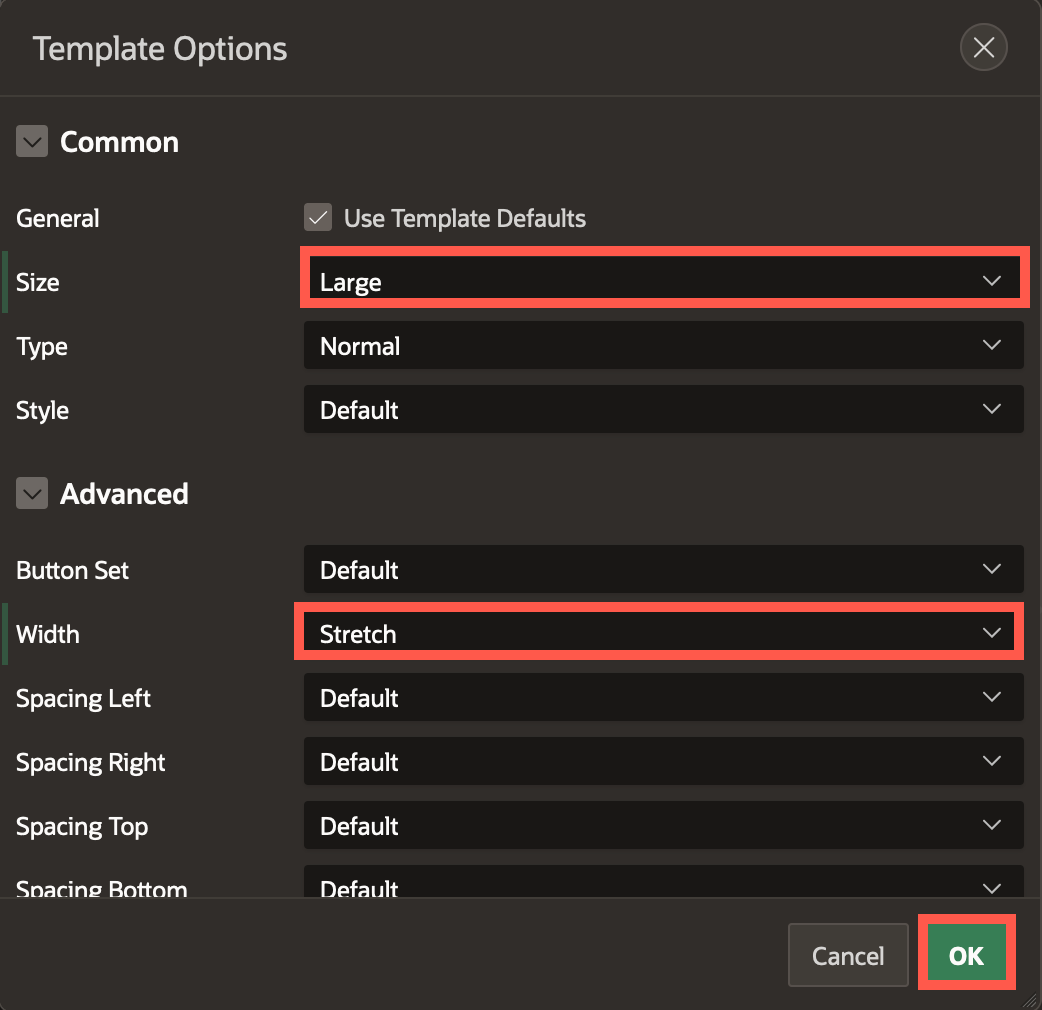 Template Options
Common
General Use Template Defaults
Size Large
Type Normal
Style Default
Advanced
Button Set Default
Width Stretch
Spacing Left Default
Spacing Right Default
Spacing Top Default
Spacing Bottom Default
Cancel OK